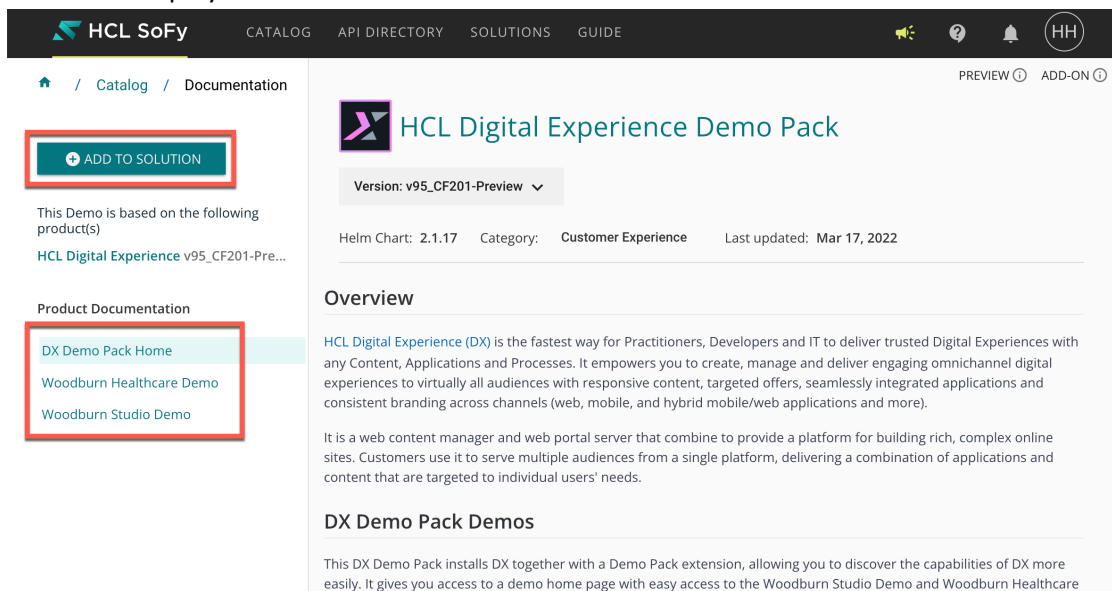 HCL SoFy CATALOG API DIRECTORY SOLUTIONS GUIDE HH
/ Catalog / Documentation
PREVIEW ADD-ON
HCL Digital Experience Demo Pack
ADD TO SOLUTION
Version: v95_CF201-Preview
This Demo is based on the following
product(s)
HCL Digital Experience v95_CF201-Pre...
Helm Chart: 2.1.17 Category: Customer Experience Last updated: Mar 17, 2022
Product Documentation
DX Demo Pack Home
Woodburn Healthcare Demo
Woodburn Studio Demo
Overview
HCL Digital Experience (DX) is the fastest way for Practitioners, Developers and IT to deliver trusted Digital Experiences with
any Content, Applications and Processes. It empowers you to create, manage and deliver engaging omnichannel digital
experiences to virtually all audiences with responsive content, targeted offers, seamlessly integrated applications and
consistent branding across channels (web, mobile, and hybrid mobile/web applications and more).
It is a web content manager and web portal server that combine to provide a platform for building rich, complex online
sites. Customers use it to serve multiple audiences from a single platform, delivering a combination of applications and
content that are targeted to individual users' needs.
DX Demo Pack Demos
This DX Demo Pack installs DX together with a Demo Pack extension, allowing you to discover the capabilities of DX more
easily. It gives you access to a demo home page with easy access to the Woodburn Studio Demo and Woodburn Healthcare